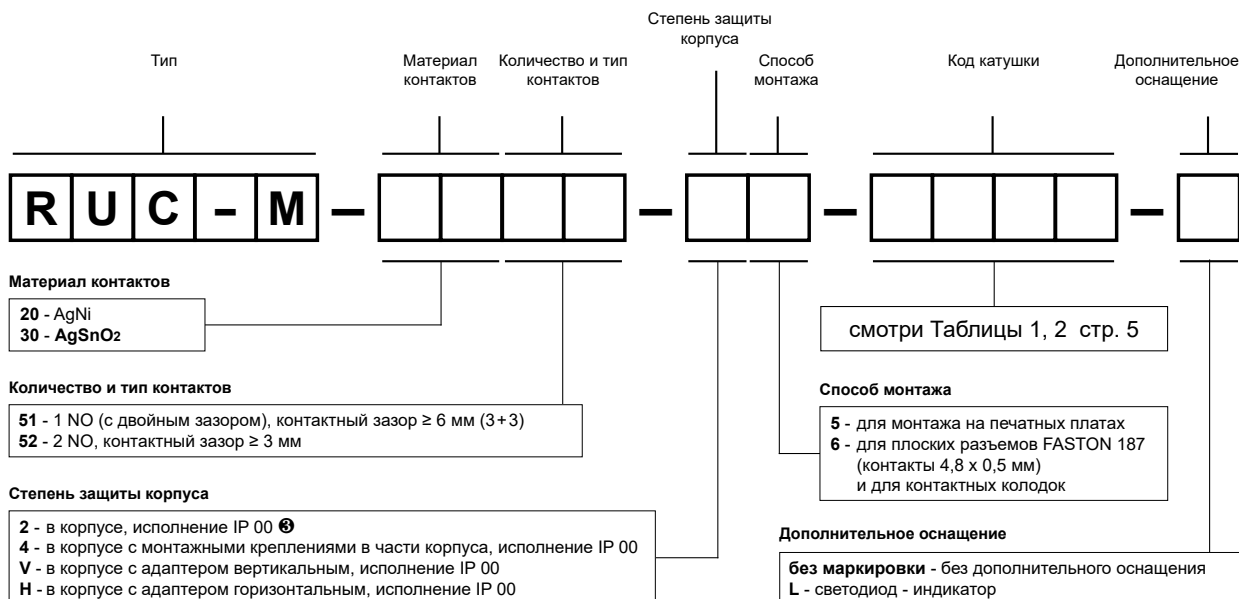 Степень защиты
корпуса
Тип
Материал
контактов
Количество и тип
контактов
Способ
монтажа
Код катушки
Дополнительное
оснащение
R U C - M – – – –
Материал контактов
20 - AgNi
30 - AgSnO2
смотри Таблицы 1, 2 стр. 5
Количество и тип контактов
51 - 1 NO (с двойным зазором), контактный зазор ≥ 6 мм (3+3)
52 - 2 NO, контактный зазор ≥ 3 мм
Способ монтажа
5 - для монтажа на печатных платах
6 - для плоских разъемов FASTON 187
(контакты 4,8 x 0,5 мм)
и для контактных колодок
Степень защиты корпуса
2 - в корпусе, исполнение IP 00 ❸
4 - в корпусе с монтажными креплениями в части корпуса, исполнение IP 00
V - в корпусе с адаптером вертикальным, исполнение IP 00
H - в корпусе с адаптером горизонтальным, исполнение IP 00
Дополнительное оснащение
без маркировки - без дополнительного оснащения
L - светодиод - индикатор